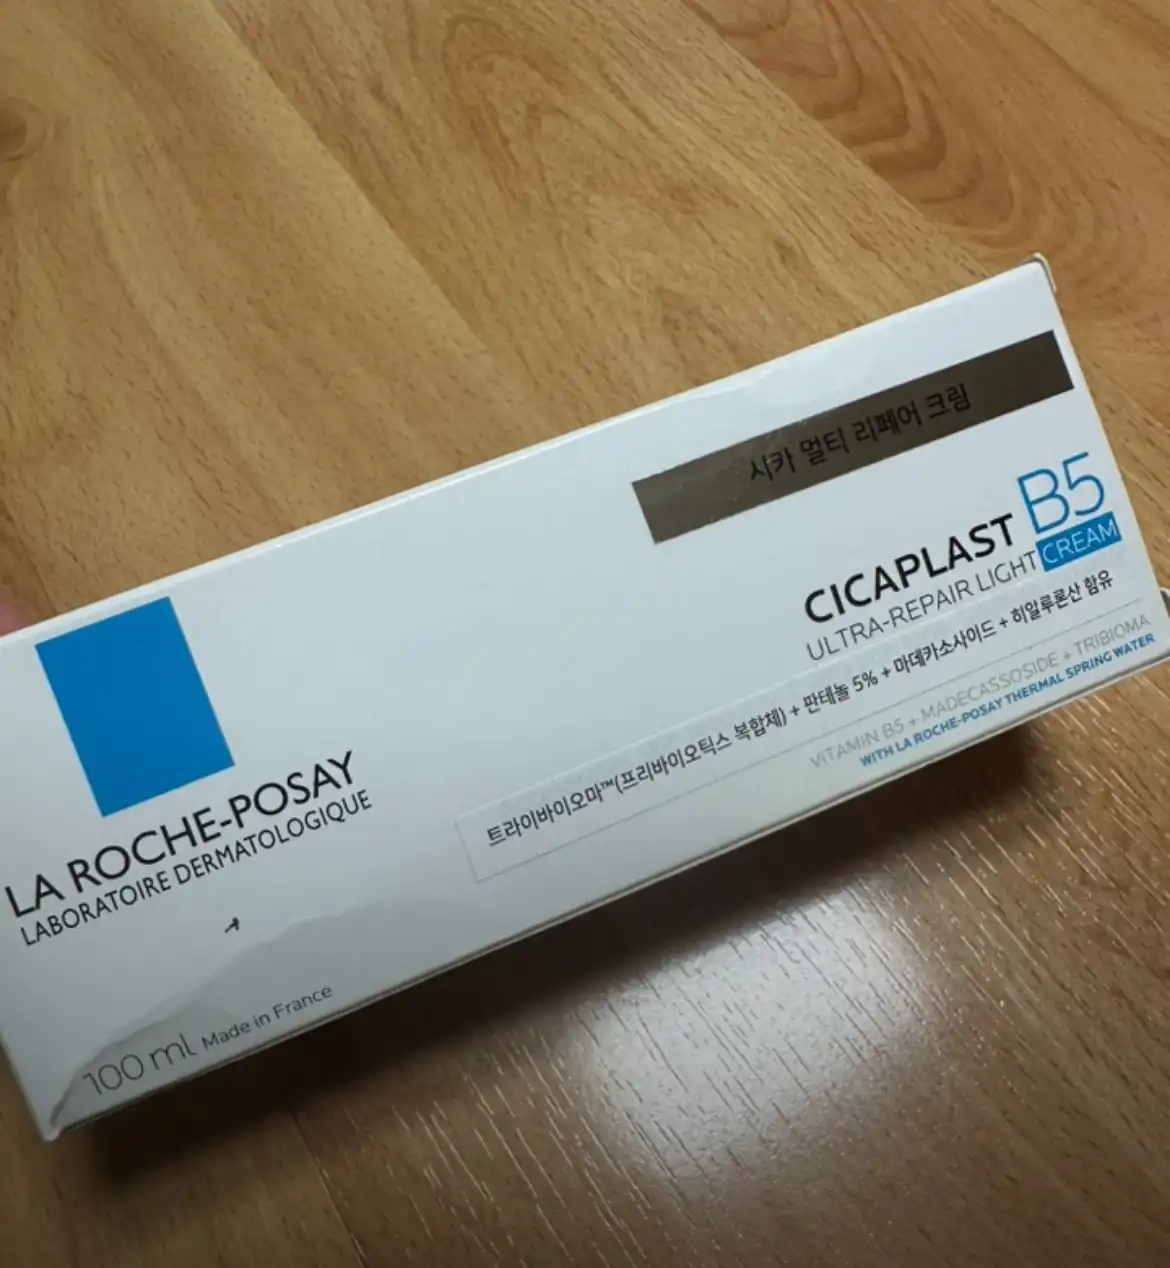 시카 멀티 리페어 크림
CICAPLAST B5
ULTRA-REPAIR LIGHT CREAM
트라이바이오마™(프리바이오틱스 복합체) + 판테놀 5% + 마데카소사이드 + 히알루론산 함유
VITAMIN B5 + MADECASSOSIDE + TRIBIOMA
WITH LA ROCHE-POSAY THERMAL SPRING WATER
LA ROCHE-POSAY
LABORATOIRE DERMATOLOGIQUE
100 ml Made in France